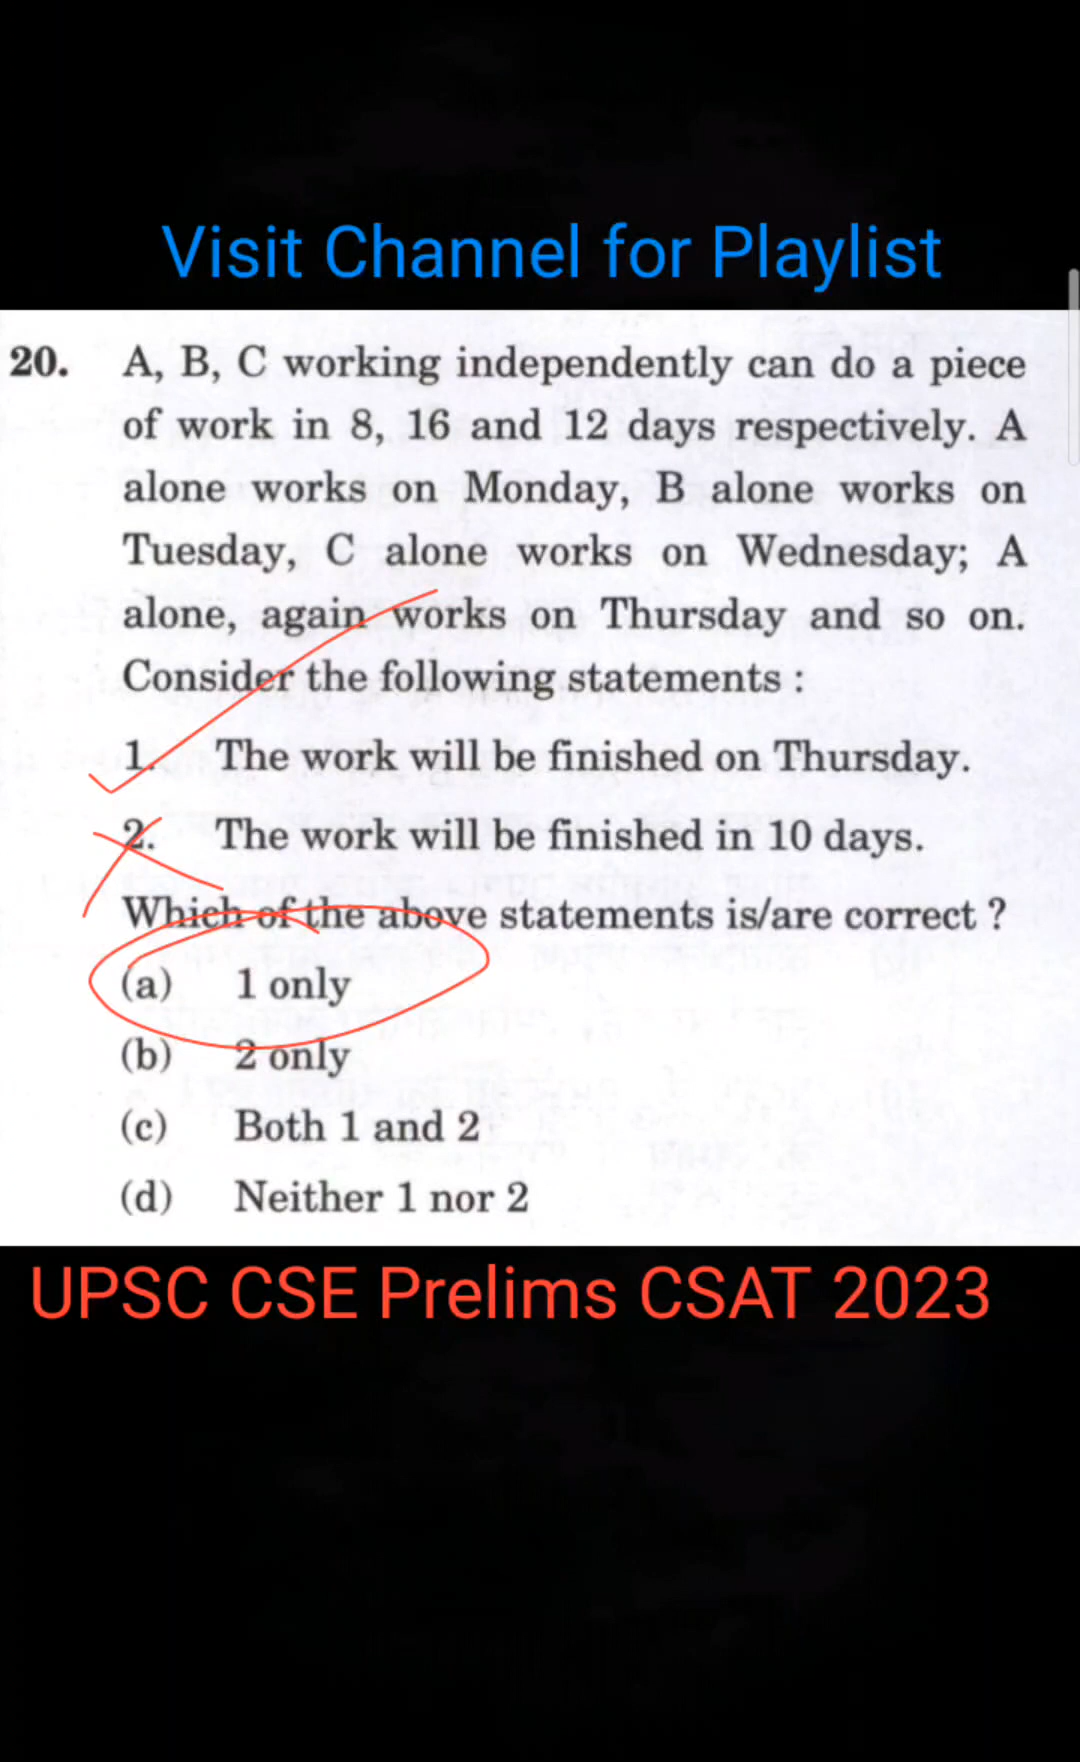 Visit Channel for Playlist
20. A, B, C working independently can do a piece
of work in 8, 16 and 12 days respectively. A
alone works on Monday, B alone works on
Tuesday, C alone works on Wednesday; A
alone, again works on Thursday and so on.
Consider the following statements :
1. The work will be finished on Thursday.
2. The work will be finished in 10 days.
Which of the above statements is/are correct ?
(a) 1 only
(b) 2 only
(c) Both 1 and 2
(d) Neither 1 nor 2
UPSC CSE Prelims CSAT 2023